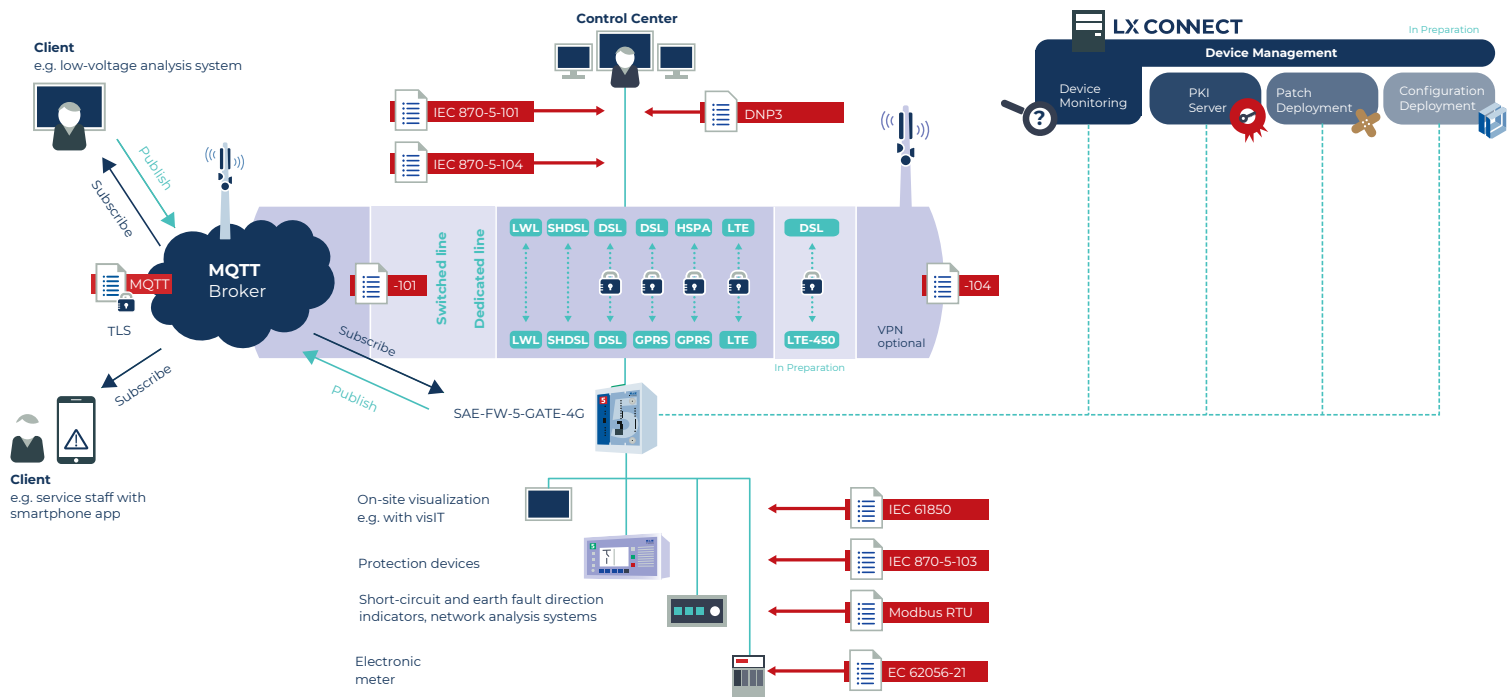 Control Center
LX CONNECT
In Preparation
Device Management
Device
Monitoring
PKI
Server
Patch
Deployment
Configuration
Deployment
?
Client
e.g. low-voltage analysis system
IEC 870-5-101
DNP3
IEC 870-5-104
Publish
Subscribe
MQTT
Broker
MQTT
TLS
-101
Switched line
Dedicated line
LWL
SHDSL
DSL
DSL
HSPA
LTE
DSL
LWL
SHDSL
DSL
GPRS
GPRS
LTE
LTE-450
In Preparation
-104
VPN
optional
Subscribe
Publish
Subscribe
SAE-FW-5-GATE-4G
5
Client
e.g. service staff with
smartphone app
On-site visualization
e.g. with visIT
IEC 61850
Protection devices
IEC 870-5-103
Short-circuit and earth fault direction
indicators, network analysis systems
Modbus RTU
Electronic
meter
EC 62056-21